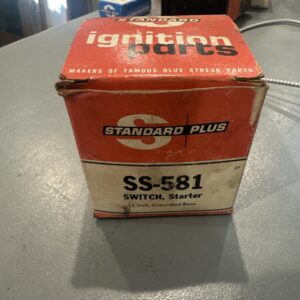 STANDARD
ignition
parts
MAKERS OF FAMOUS BLUE STREAK PARTS
S
STANDARD PLUS
SS-581
SWITCH, Starter
12 Volt, Grounded Base